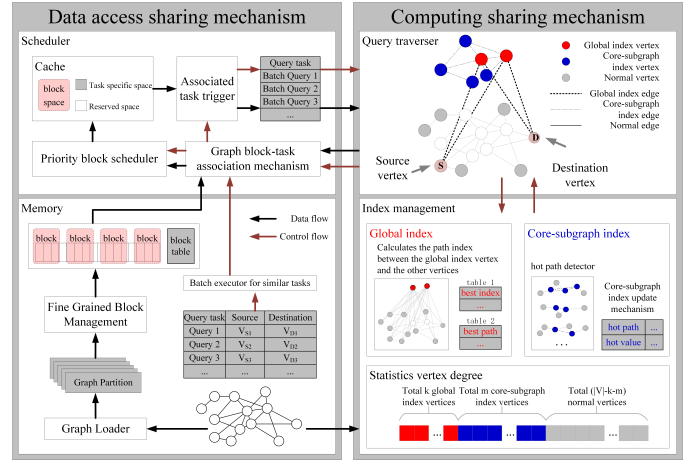 Data access sharing mechanism
Scheduler
Cache
block
space
Task specific space
Reserved space
Associated
task trigger
Query task
Batch Query 1
Batch Query 2
Batch Query 3
...
Priority block scheduler
Graph block-task
association mechanism
Memory
block
block
block
block
block
table
Data flow
Control flow
Fine Grained Block
Management
Batch executor for similar tasks
Query task Source Destination
Query 1 VS1 VD1
Query 2 VS2 VD2
Query 3 VS3 VD3
... ... ...
Graph Partition
Graph Loader
Computing sharing mechanism
Query traverser
Global index vertex
Core-subgraph
index vertex
Normal vertex
Global index edge
Core-subgraph
index edge
Normal edge
S
D
Source
vertex
Destination
vertex
Index management
Global index
Calculates the path index
between the global index vertex
and the other vertices
table 1
best index
...
table 2
best path
...
Core-subgraph index
hot path detector
...
Core-subgraph
index update
mechanism
hot path ...
hot value ...
Statistics vertex degree
Total k global
index vertices
Total m core-subgraph
index vertices
Total (|V|-k-m)
normal vertices
... ... ...